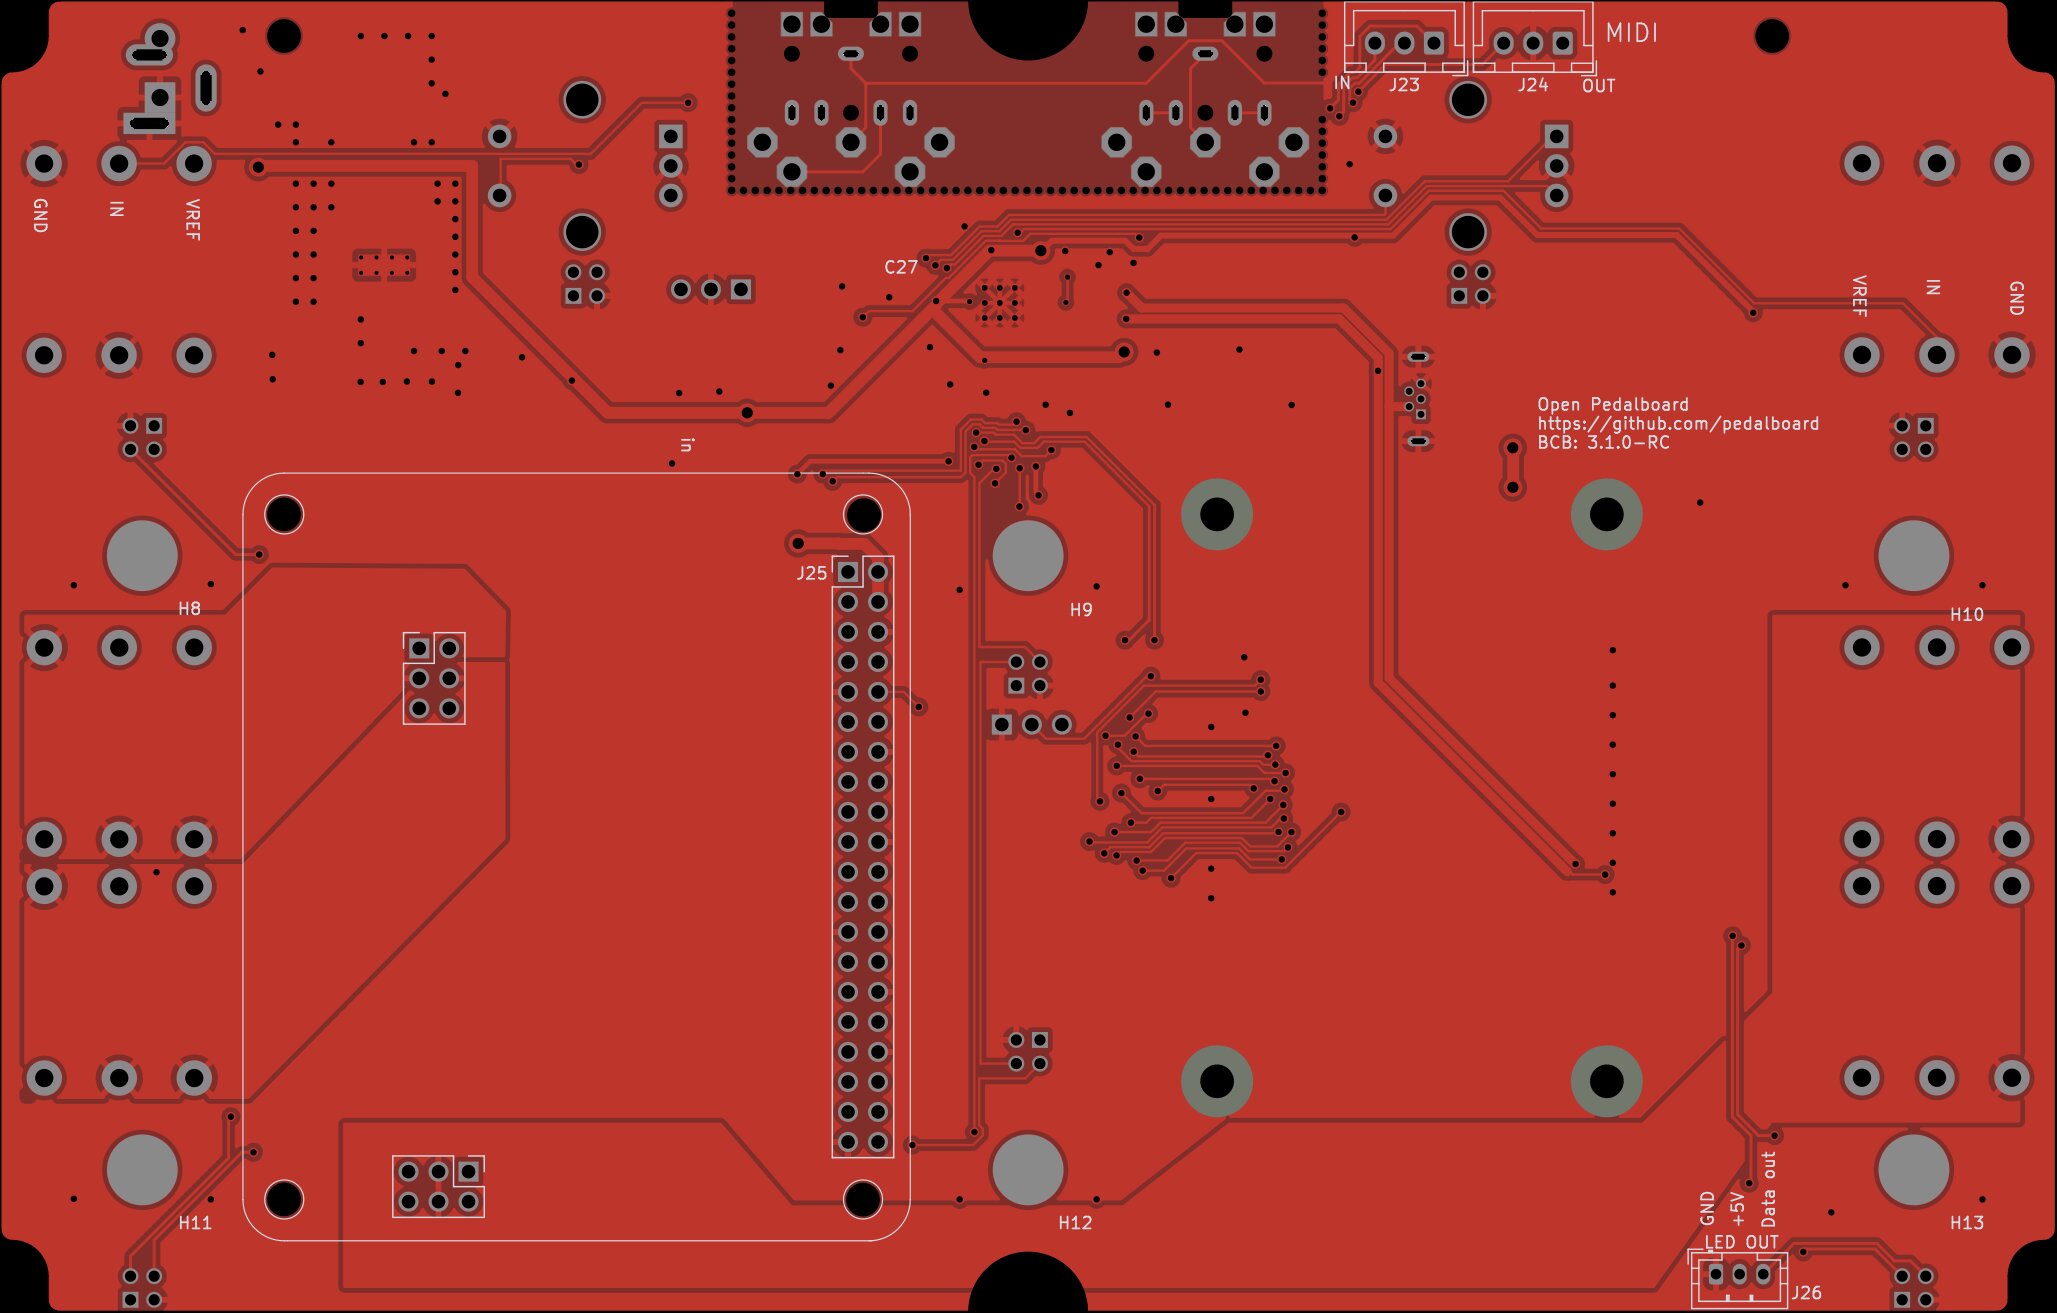 MIDI
IN
J23
J24
OUT
GND
IN
VREF
C27
VREF
IN
GND
Open Pedalboard
https://github.com/pedalboard
BCB: 3.1.0-RC
in
J25
H8
H9
H10
H11
H12
GND
+5V
Data out
H13
LED OUT
J26